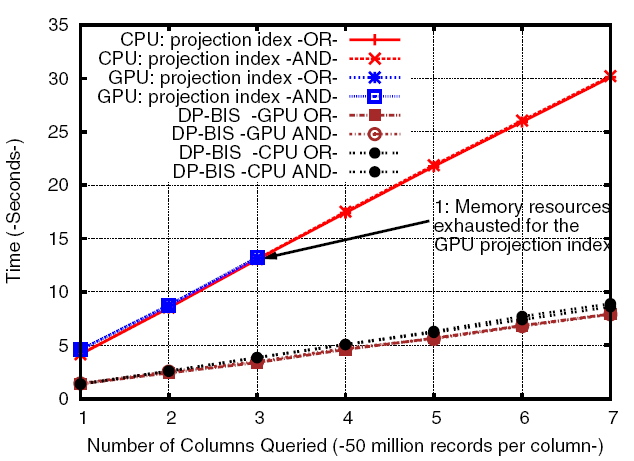 35
30
25
20
15
10
5
0
Time (-Seconds-)
CPU: projection idex -OR-
CPU: projection index -AND-
GPU: projection index -OR-
GPU: projection index -AND-
DP-BIS -GPU OR-
DP-BIS -GPU AND-
DP-BIS -CPU OR-
DP-BIS -CPU AND-
1: Memory resources
exhausted for the
GPU projection index
1 2 3 4 5 6 7
Number of Columns Queried (-50 million records per column-)